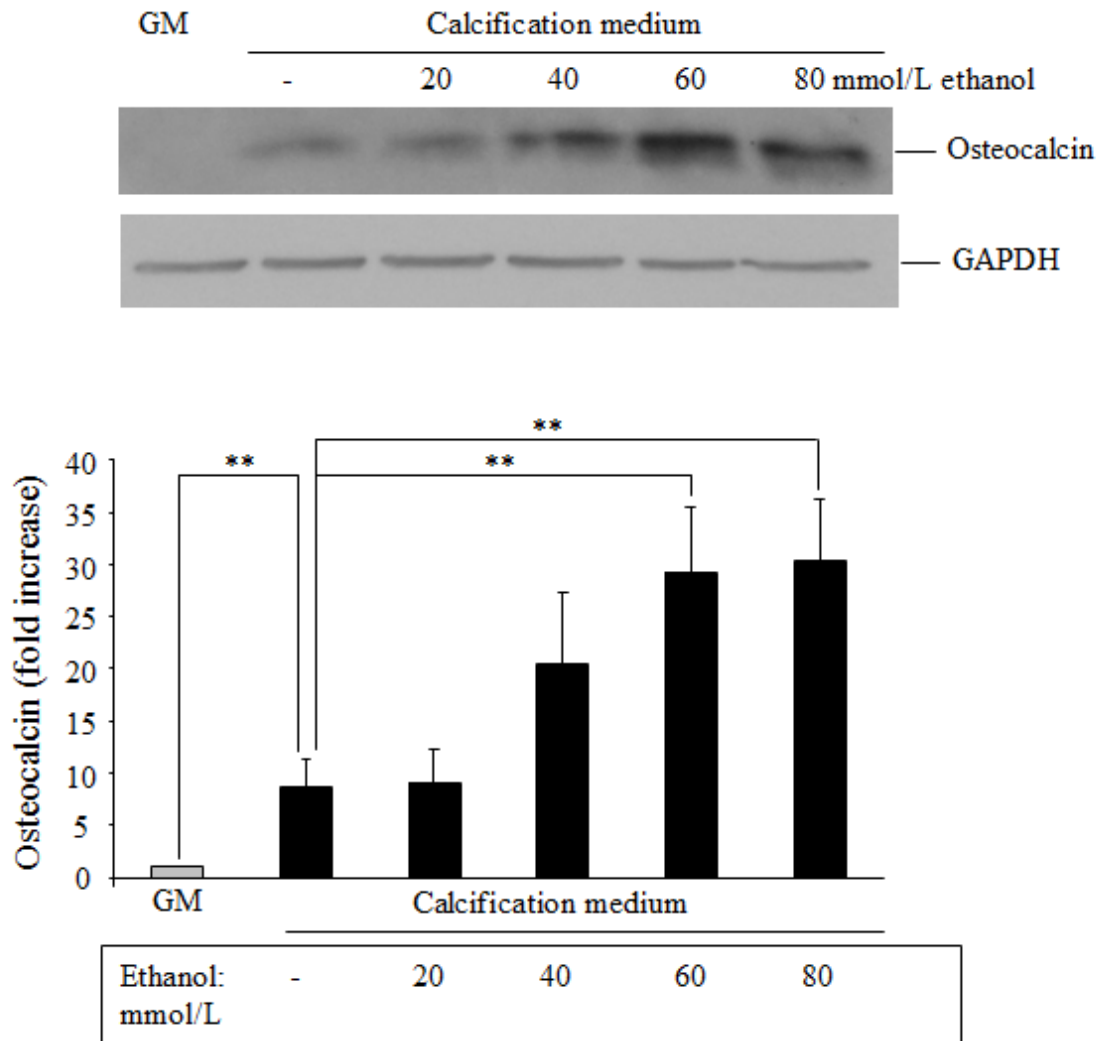 GM Calcification medium
- 20 40 60 80 mmol/L ethanol
Osteocalcin
GAPDH
Osteocalcin (fold increase)
** ** **
40
35
30
25
20
15
10
5
0
GM Calcification medium
Ethanol: - 20 40 60 80
mmol/L